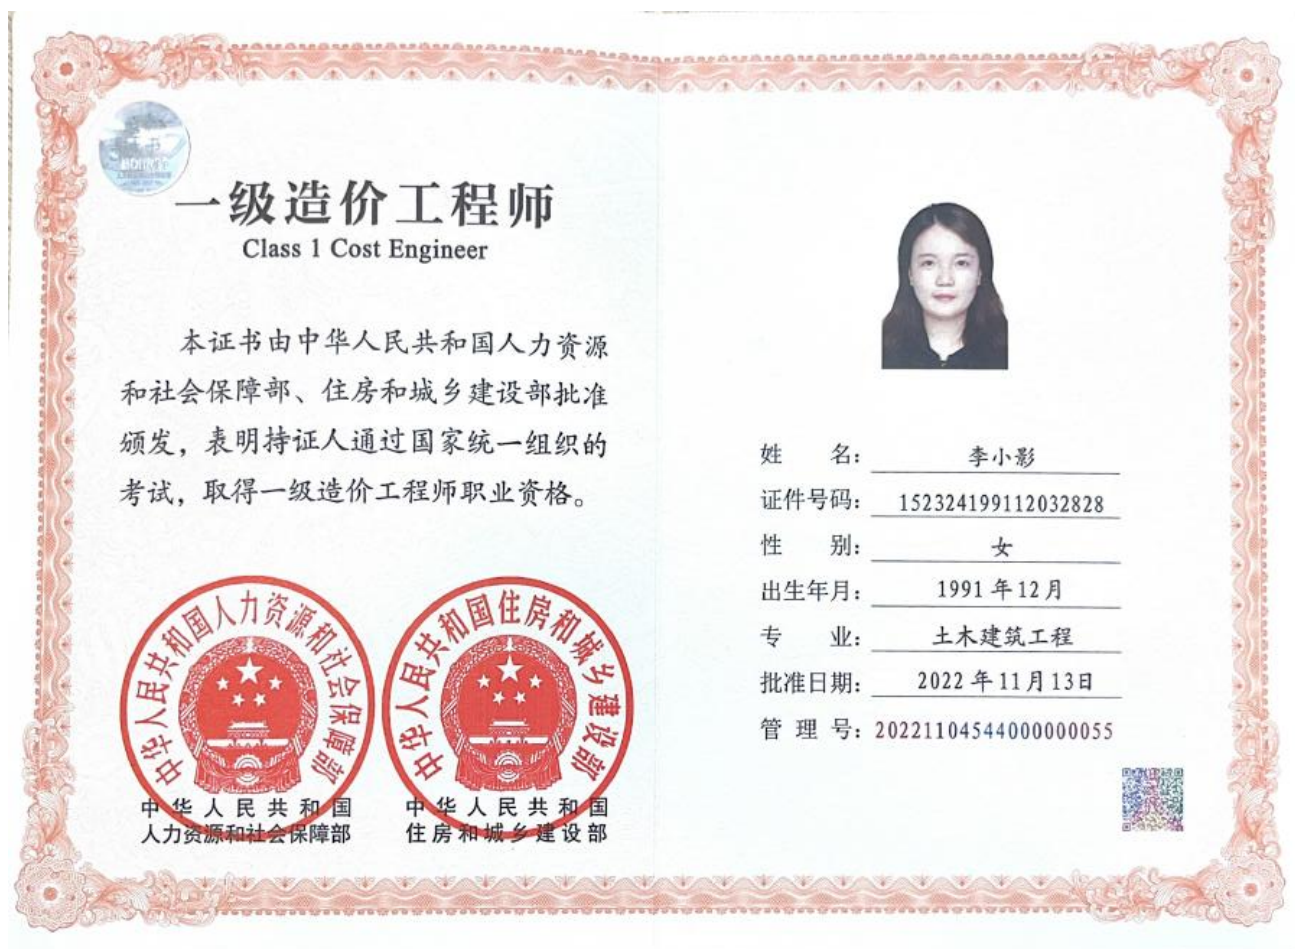 一级造价工程师
Class 1 Cost Engineer
本证书由中华人民共和国人力资源
和社会保障部、住房和城乡建设部批准
颁发，表明持证人通过国家统一组织的
考试，取得一级造价工程师职业资格。
中华人民共和国人力资源和社会保障部
中华人民共和国住房和城乡建设部
中华人民共和国
人力资源和社会保障部
中华人民共和国
住房和城乡建设部
姓 名：李小影
证件号码：152324199112032828
性 别：女
出生年月：1991年12月
专 业：土木建筑工程
批准日期：2022年11月13日
管 理 号：20221104544000000055